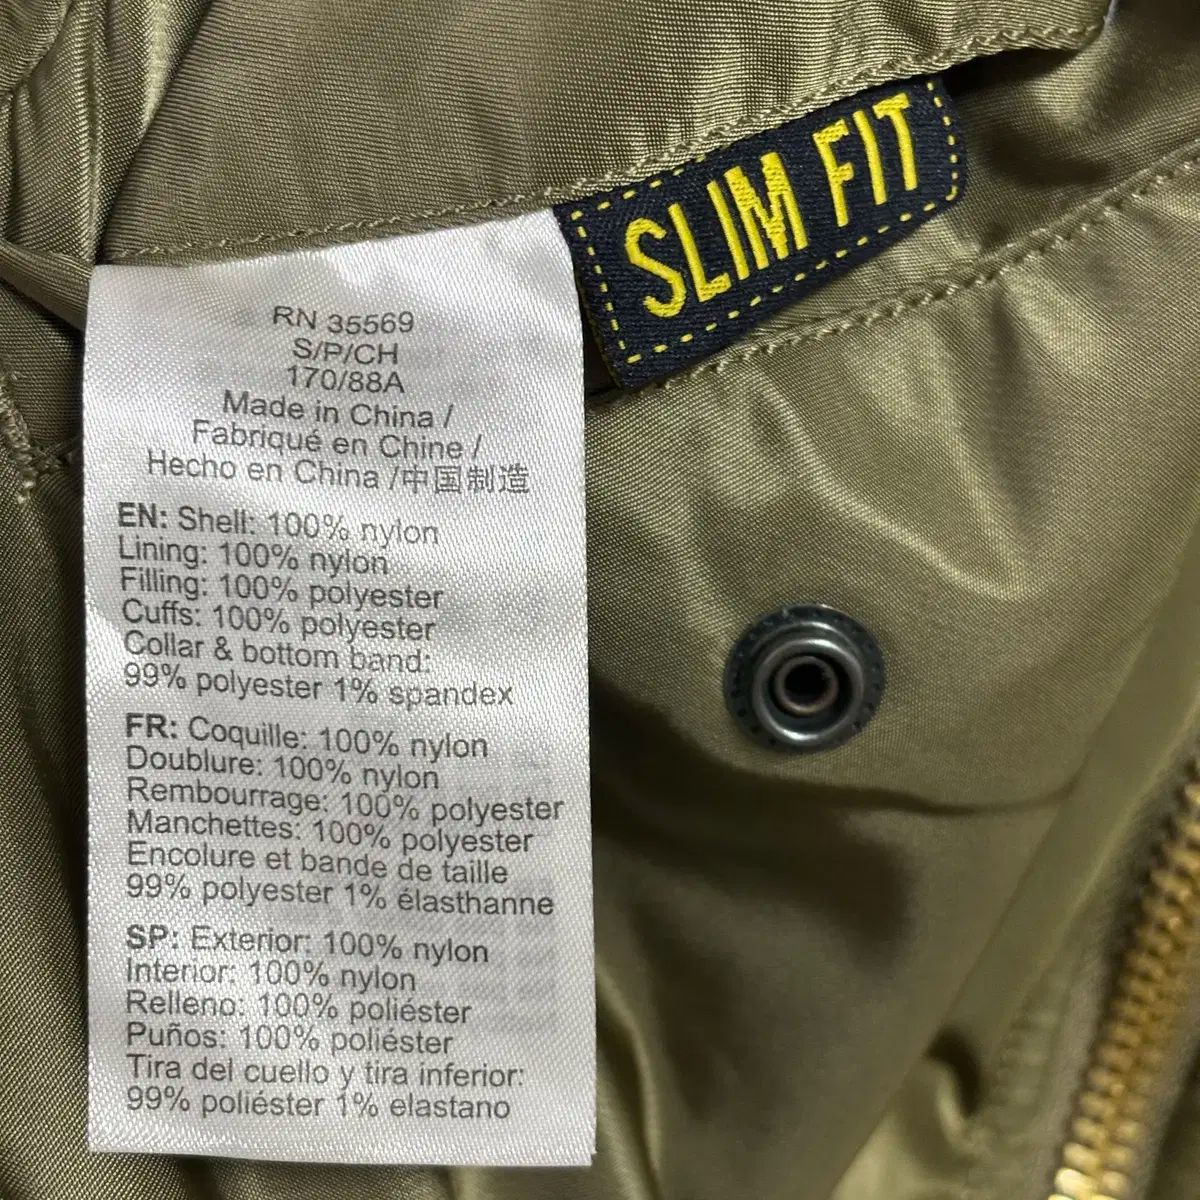 SLIM FIT
RN 35569
S/P/CH
170/88A
Made in China /
Fabriqué en Chine /
Hecho en China /中国制造
EN: Shell: 100% nylon
Lining: 100% nylon
Filling: 100% polyester
Cuffs: 100% polyester
Collar & bottom band:
99% polyester 1% spandex
FR: Coquille: 100% nylon
Doublure: 100% nylon
Rembourrage: 100% polyester
Manchettes: 100% polyester
Encolure et bande de taille
99% polyester 1% élasthanne
SP: Exterior: 100% nylon
Interior: 100% nylon
Relleno: 100% poliéster
Puños: 100% poliéster
Tira del cuello y tira inferior:
99% poliéster 1% elastano